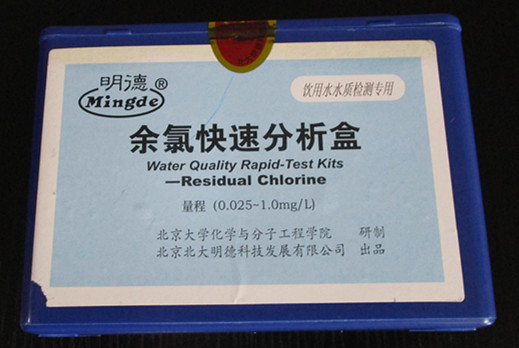 明德®
Mingde
饮用水水质检测专用
余氯快速分析盒
Water Quality Rapid-Test Kits
—Residual Chlorine
量程 (0.025~1.0mg/L)
北京大学化学与分子工程学院 研制
北京北大明德科技发展有限公司 出品